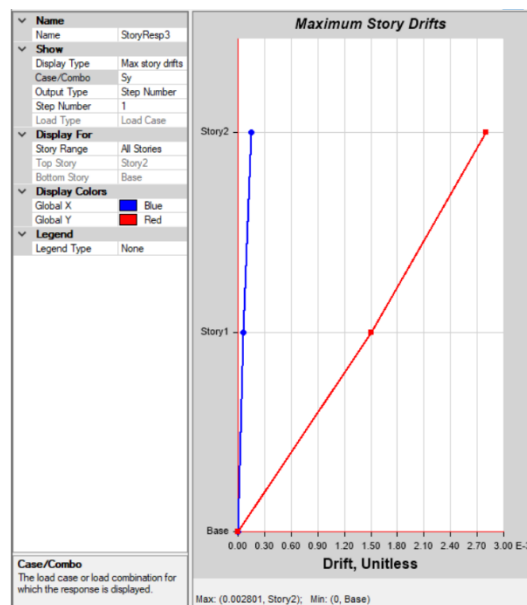 Name
Name StoryResp3
Show
Display Type Max story drifts
Case/Combo Sy
Output Type Step Number
Step Number 1
Load Type Load Case
Display For
Story Range All Stories
Top Story Story2
Bottom Story Base
Display Colors
Global X Blue
Global Y Red
Legend
Legend Type None
Case/Combo
The load case or load combination for
which the response is displayed.
Maximum Story Drifts
Story2
Story1
Base
0.00 0.30 0.60 0.90 1.20 1.50 1.80 2.10 2.40 2.70 3.00 E-3
Drift, Unitless
Max: (0.002801, Story2); Min: (0, Base)